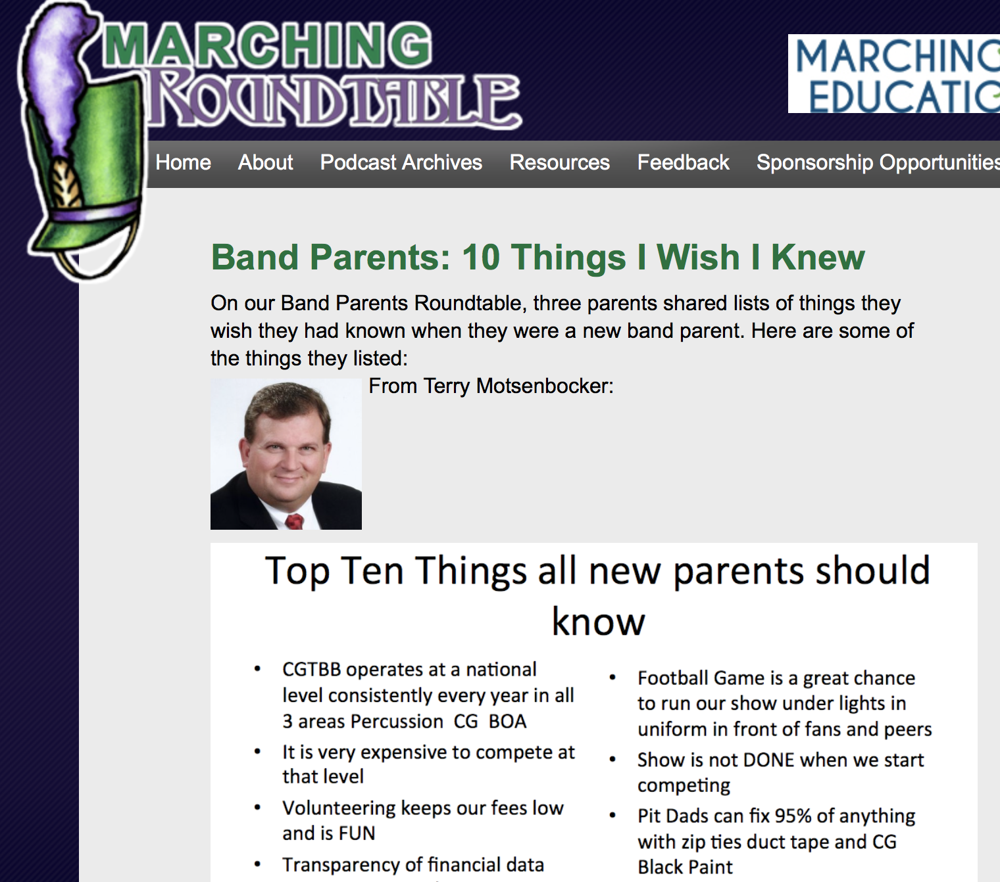 MARCHING
ROUNDTABLE
MARCHING
Home About Podcast Archives Resources Feedback Sponsorship Opportunities
Band Parents: 10 Things I Wish I Knew
On our Band Parents Roundtable, three parents shared lists of things they
wish they had known when they were a new band parent. Here are some of
the things they listed:
From Terry Motsenbocker:
Top Ten Things all new parents should
know
• CGTBB operates at a national
level consistently every year in all
3 areas Percussion CG BOA
• It is very expensive to compete at
that level
• Volunteering keeps our fees low
and is FUN
• Transparency of financial data
• Football Game is a great chance
to run our show under lights in
uniform in front of fans and peers
• Show is not DONE when we start
competing
• Pit Dads can fix 95% of anything
with zip ties duct tape and CG
Black Paint